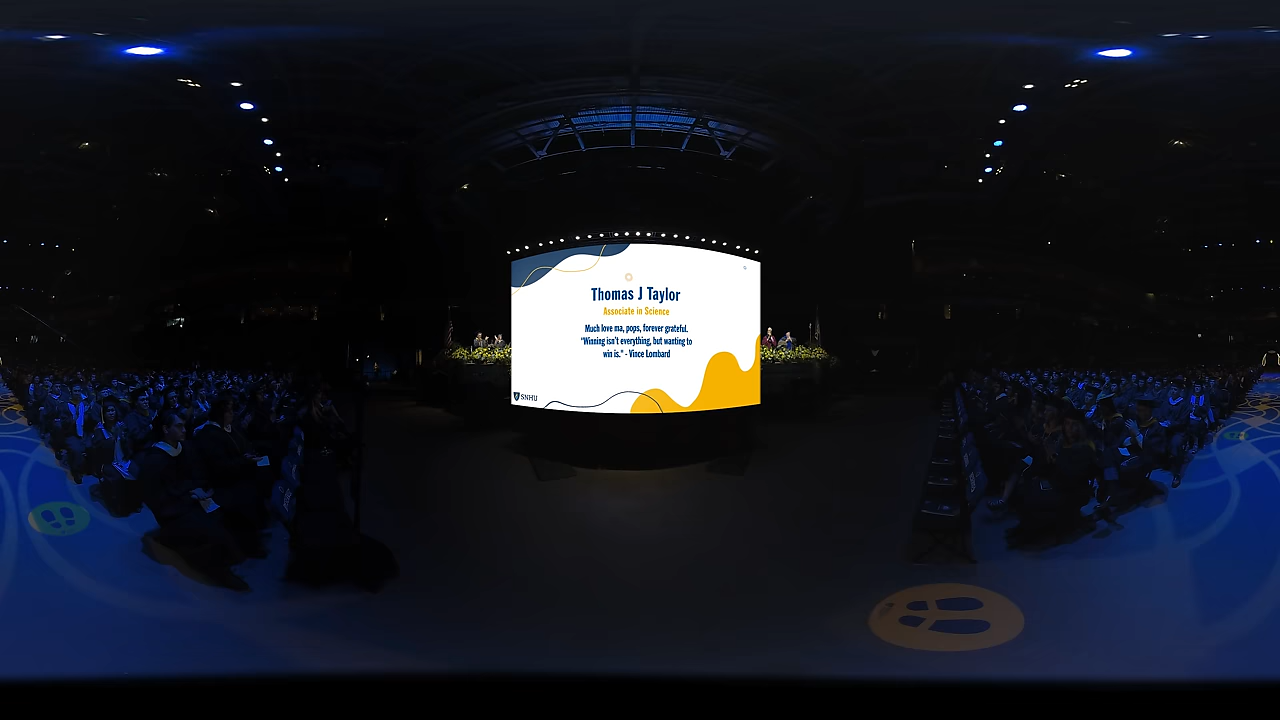 Thomas J Taylor
Associate in Science
Much love ma, pops, forever grateful.
"Winning isn't everything, but wanting to
win is." - Vince Lombard
SNHU